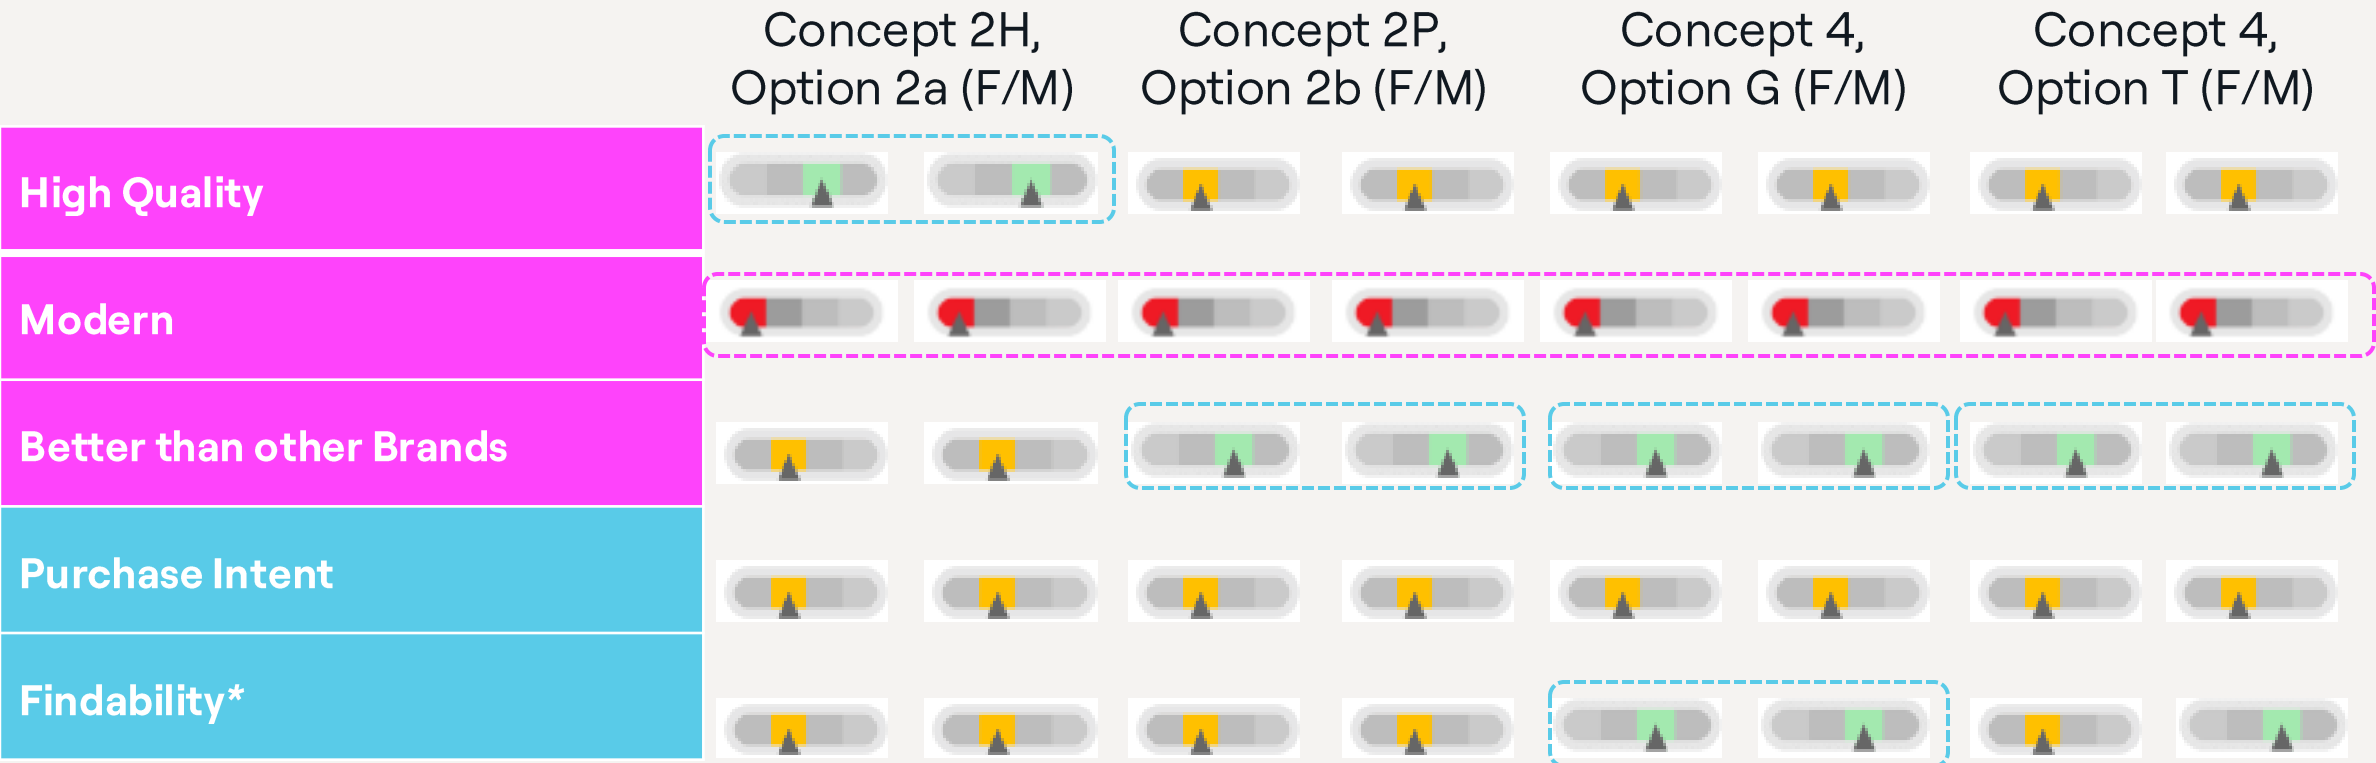 Concept 2H,
Option 2a (F/M)
Concept 2P,
Option 2b (F/M)
Concept 4,
Option G (F/M)
Concept 4,
Option T (F/M)
High Quality
Modern
Better than other Brands
Purchase Intent
Findability*